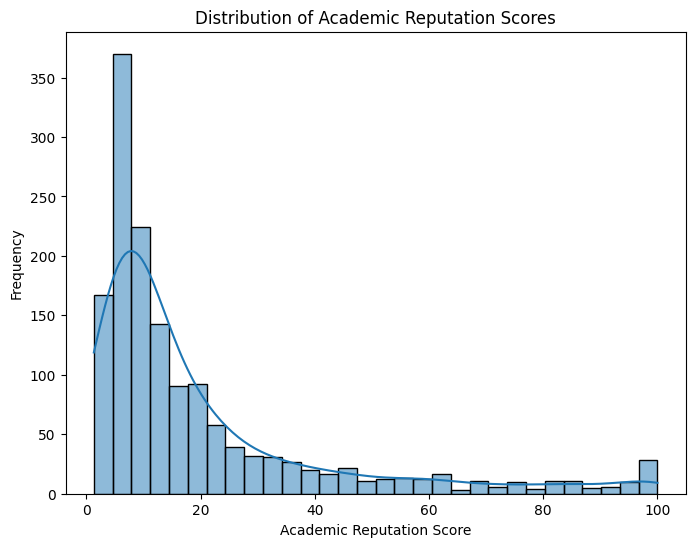 Distribution of Academic Reputation Scores
Frequency
350
300
250
200
150
100
50
0
0 20 40 60 80 100
Academic Reputation Score